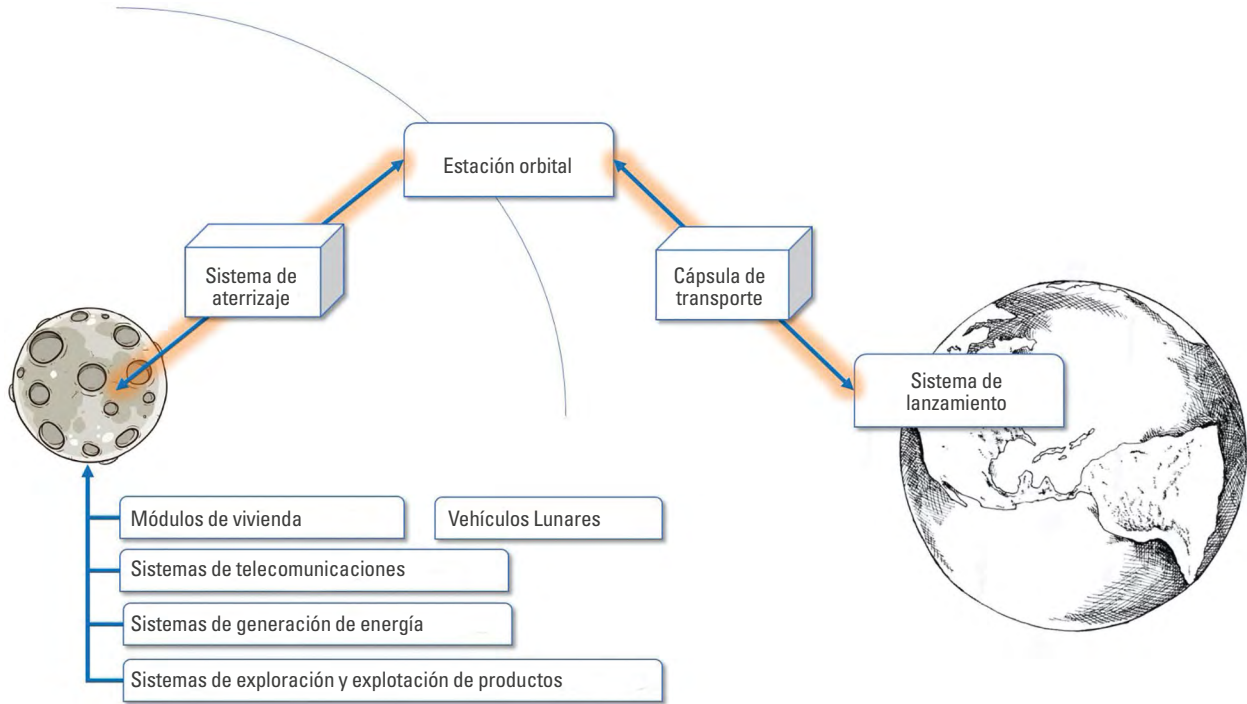 Estación orbital
Sistema de
aterrizaje
Cápsula de
transporte
Sistema de
lanzamiento
Módulos de vivienda
Vehículos Lunares
Sistemas de telecomunicaciones
Sistemas de generación de energía
Sistemas de exploración y explotación de productos